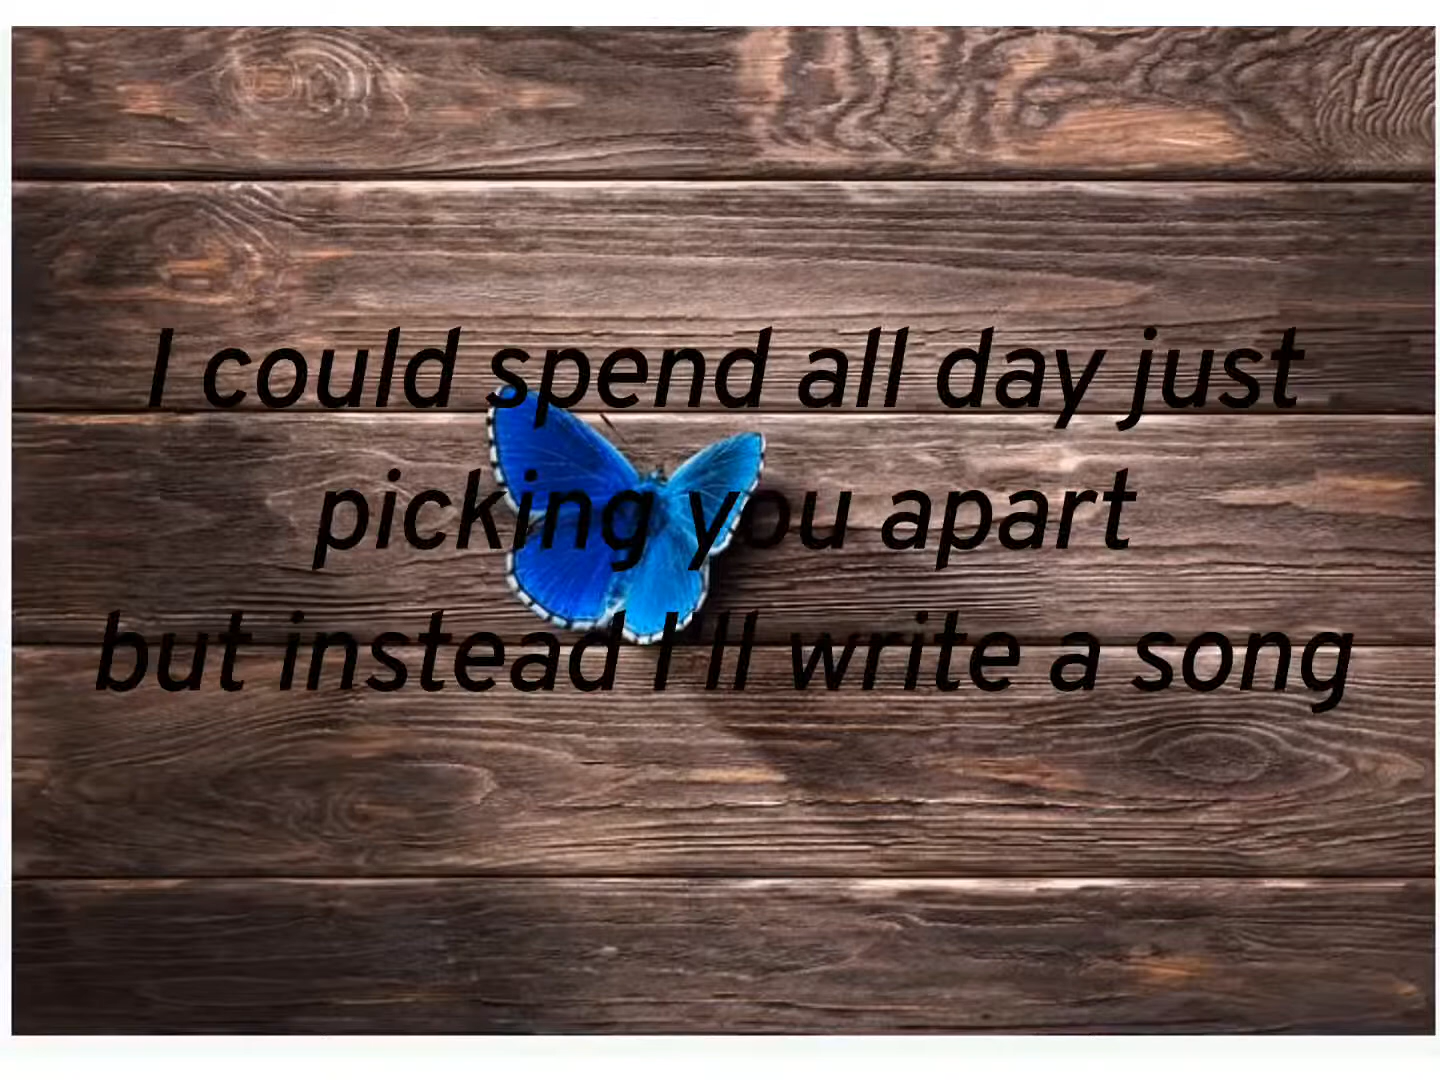 I could spend all day just
picking you apart
but instead I'll write a song